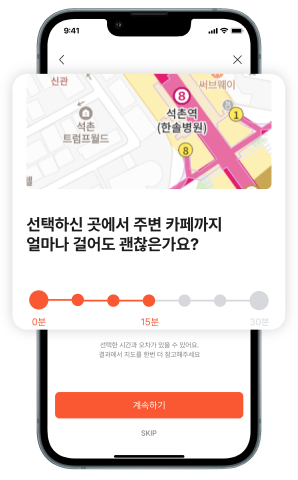 9:41
신관
서브웨이
8
석촌역
(한솔병원)
1
석촌
트럼프월드
8
선택하신 곳에서 주변 카페까지
얼마나 걸어도 괜찮은가요?
0분 15분 30분
선택한 시간과 오차가 있을 수 있어요.
결과에서 지도를 한번 더 참고해주세요
계속하기
SKIP